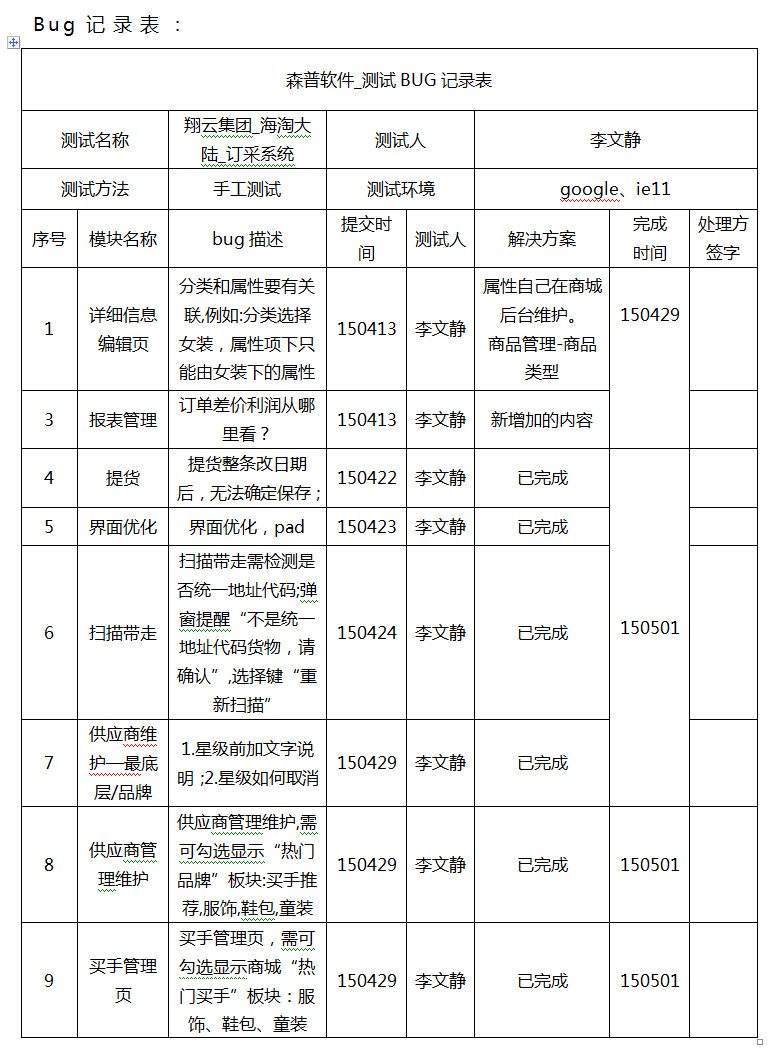 Bug 记录表：
森普软件_测试 BUG 记录表
测试名称
翔云集团_海淘大
陆_订采系统
测试人
李文静
测试方法
手工测试
测试环境
google、ie11
序号
模块名称
bug 描述
提交时
间
测试人
解决方案
完成
时间
处理方
签字
1
详细信息
编辑页
分类和属性要有关
联,例如:分类选择
女装，属性项下只
能由女装下的属性
150413
李文静
属性自己在商城
后台维护。
商品管理-商品
类型
150429
3
报表管理
订单差价利润从哪
里看？
150413
李文静
新增加的内容
4
提货
提货整条改日期
后，无法确定保存；
150422
李文静
已完成
5
界面优化
界面优化，pad
150423
李文静
已完成
6
扫描带走
扫描带走需检测是
否统一地址代码;弹
窗提醒“不是统一
地址代码货物，请
确认”,选择键“重
新扫描”
150424
李文静
已完成
150501
7
供应商维
护—最底
层/品牌
1.星级前加文字说
明；2.星级如何取消
150429
李文静
已完成
8
供应商管
理维护
供应商管理维护,需
可勾选显示“热门
品牌”板块:买手推
荐,服饰,鞋包,童装
150429
李文静
已完成
150501
9
买手管理
页
买手管理页，需可
勾选显示商城“热
门买手”板块：服
饰、鞋包、童装
150429
李文静
已完成
150501